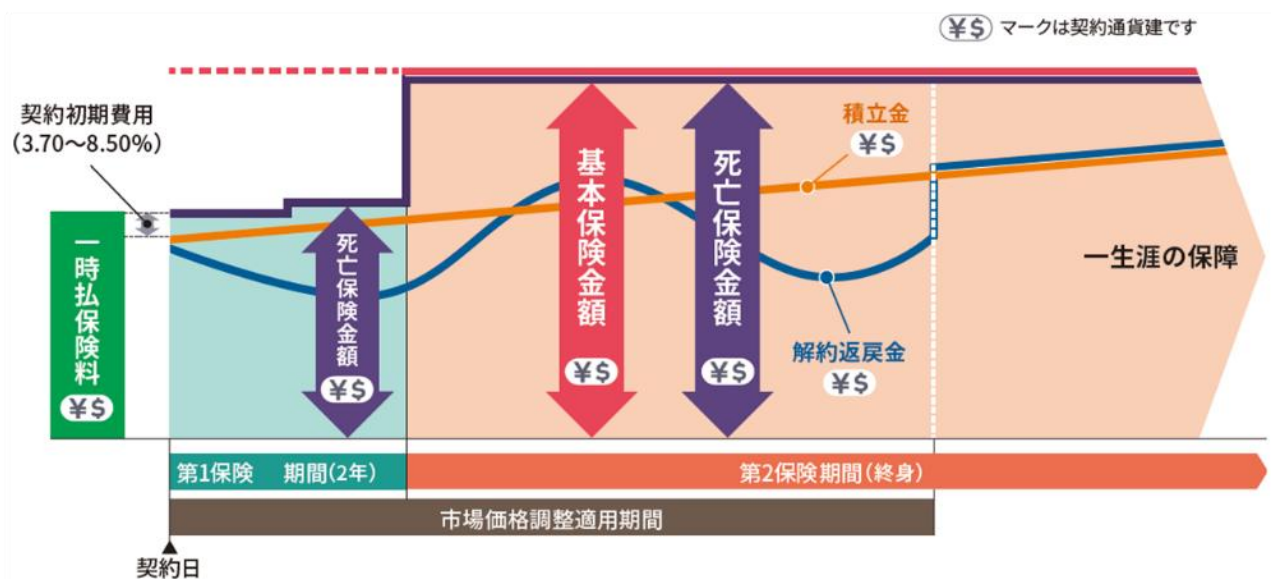 ¥$ マークは契約通貨建です
契約初期費用
(3.70〜8.50%)
積立金
¥$
一時払保険料
¥$
死亡保険金額
¥$
基本保険金額
¥$
死亡保険金額
¥$
解約返戻金
¥$
一生涯の保障
第1保険 期間(2年)
第2保険期間(終身)
市場価格調整適用期間
▲
契約日